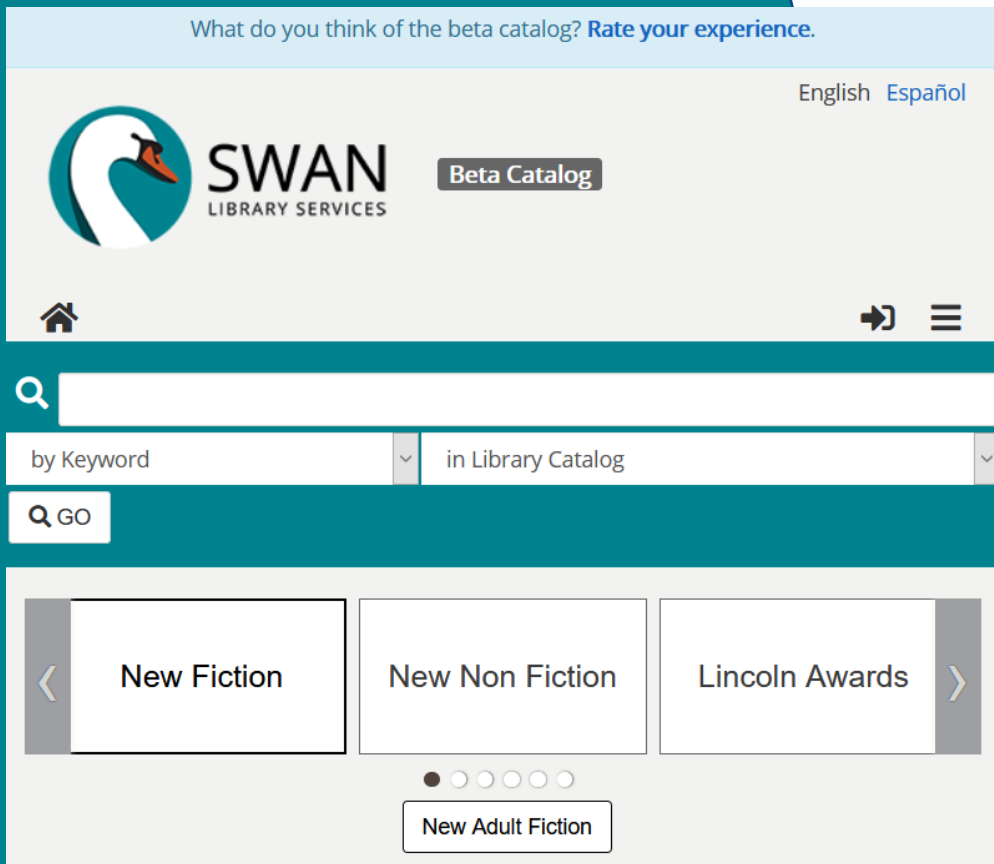 What do you think of the beta catalog? Rate your experience.
English Español
SWAN
LIBRARY SERVICES
Beta Catalog
by Keyword
in Library Catalog
GO
New Fiction
New Non Fiction
Lincoln Awards
New Adult Fiction